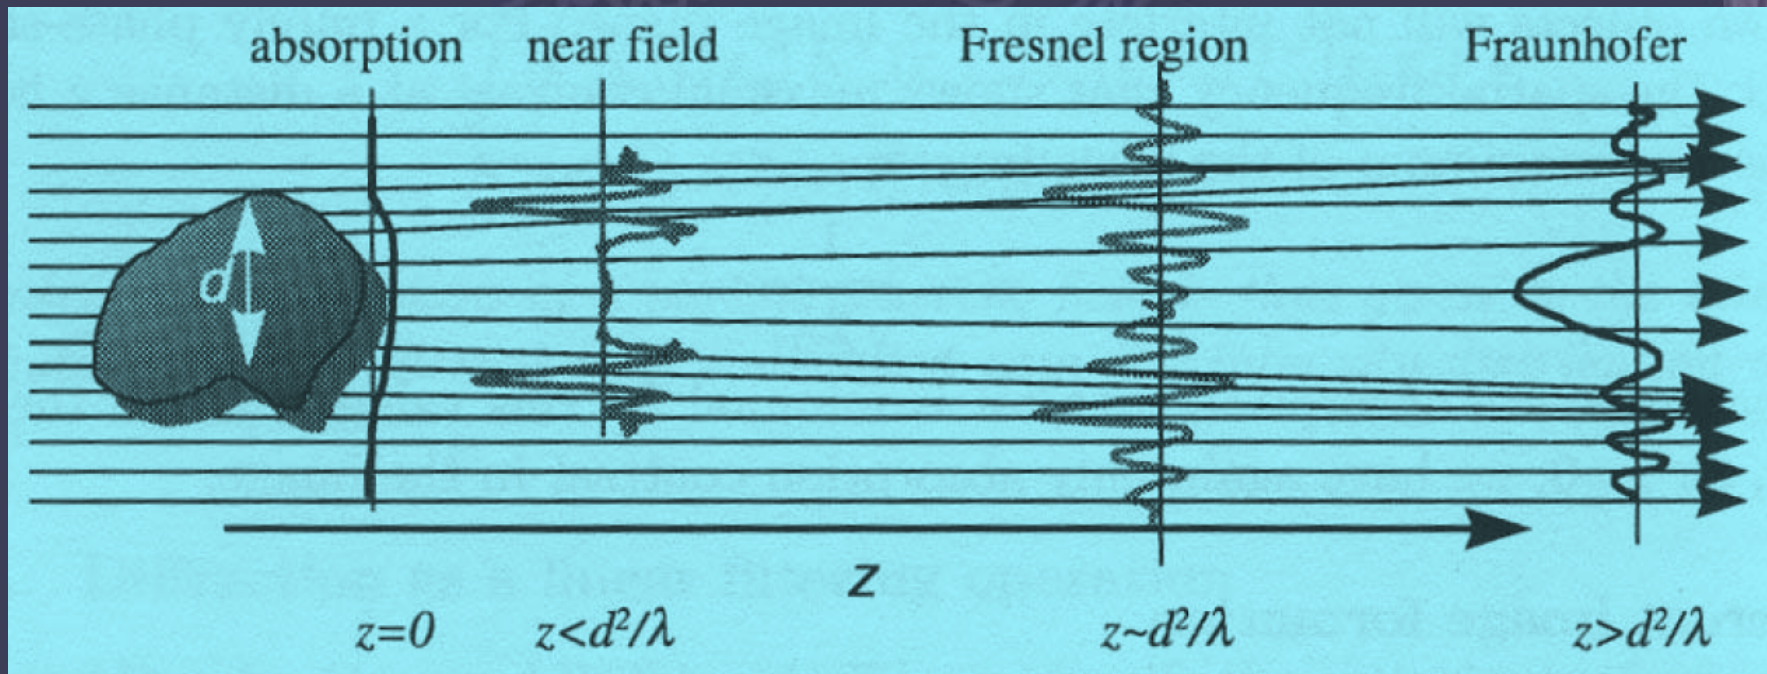 absorption near field Fresnel region Fraunhofer
d
z
z=0 z<d²/λ z~d²/λ z>d²/λ